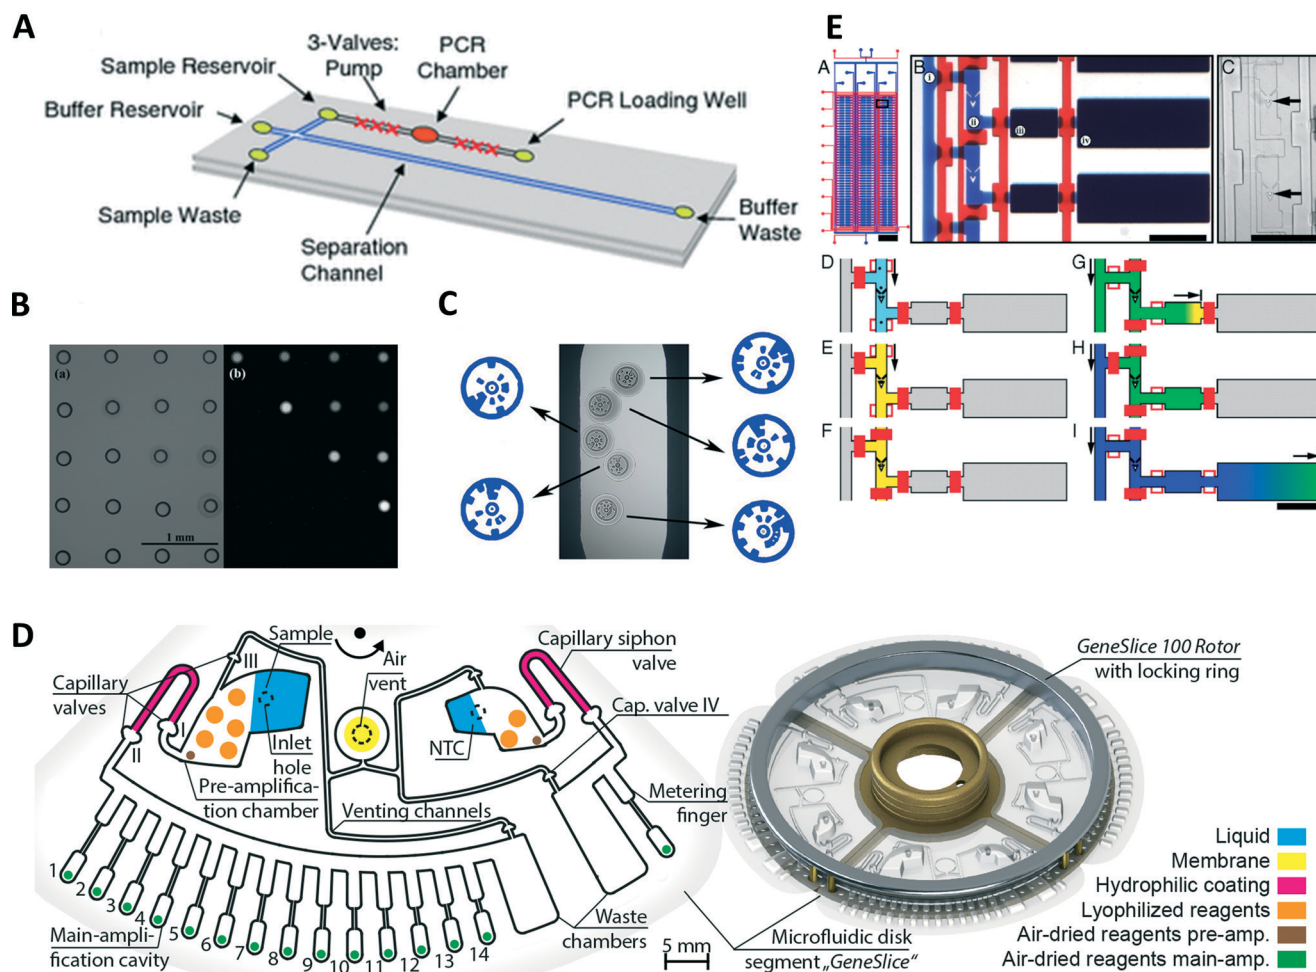 A
3-Valves:
Pump
PCR
Chamber
Sample Reservoir
Buffer Reservoir
PCR Loading Well
Sample Waste
Separation
Channel
Buffer
Waste
B
(a)
(b)
1 mm
C
E
A
B
i
ii
iii
iv
C
D
G
E
H
F
I
D
Sample
Air
vent
Capillary siphon
valve
GeneSlice 100 Rotor
with locking ring
Capillary
valves
III
I
II
Cap. valve IV
NTC
Inlet
hole
Pre-amplifica-
tion chamber
Venting channels
Metering
finger
1
2
3
4
5
6
7
8
9
10
11
12
13
14
Main-ampli-
fication cavity
Waste
chambers
5 mm
Microfluidic disk
segment „GeneSlice“
Liquid
Membrane
Hydrophilic coating
Lyophilized reagents
Air-dried reagents pre-amp.
Air-dried reagents main-amp.